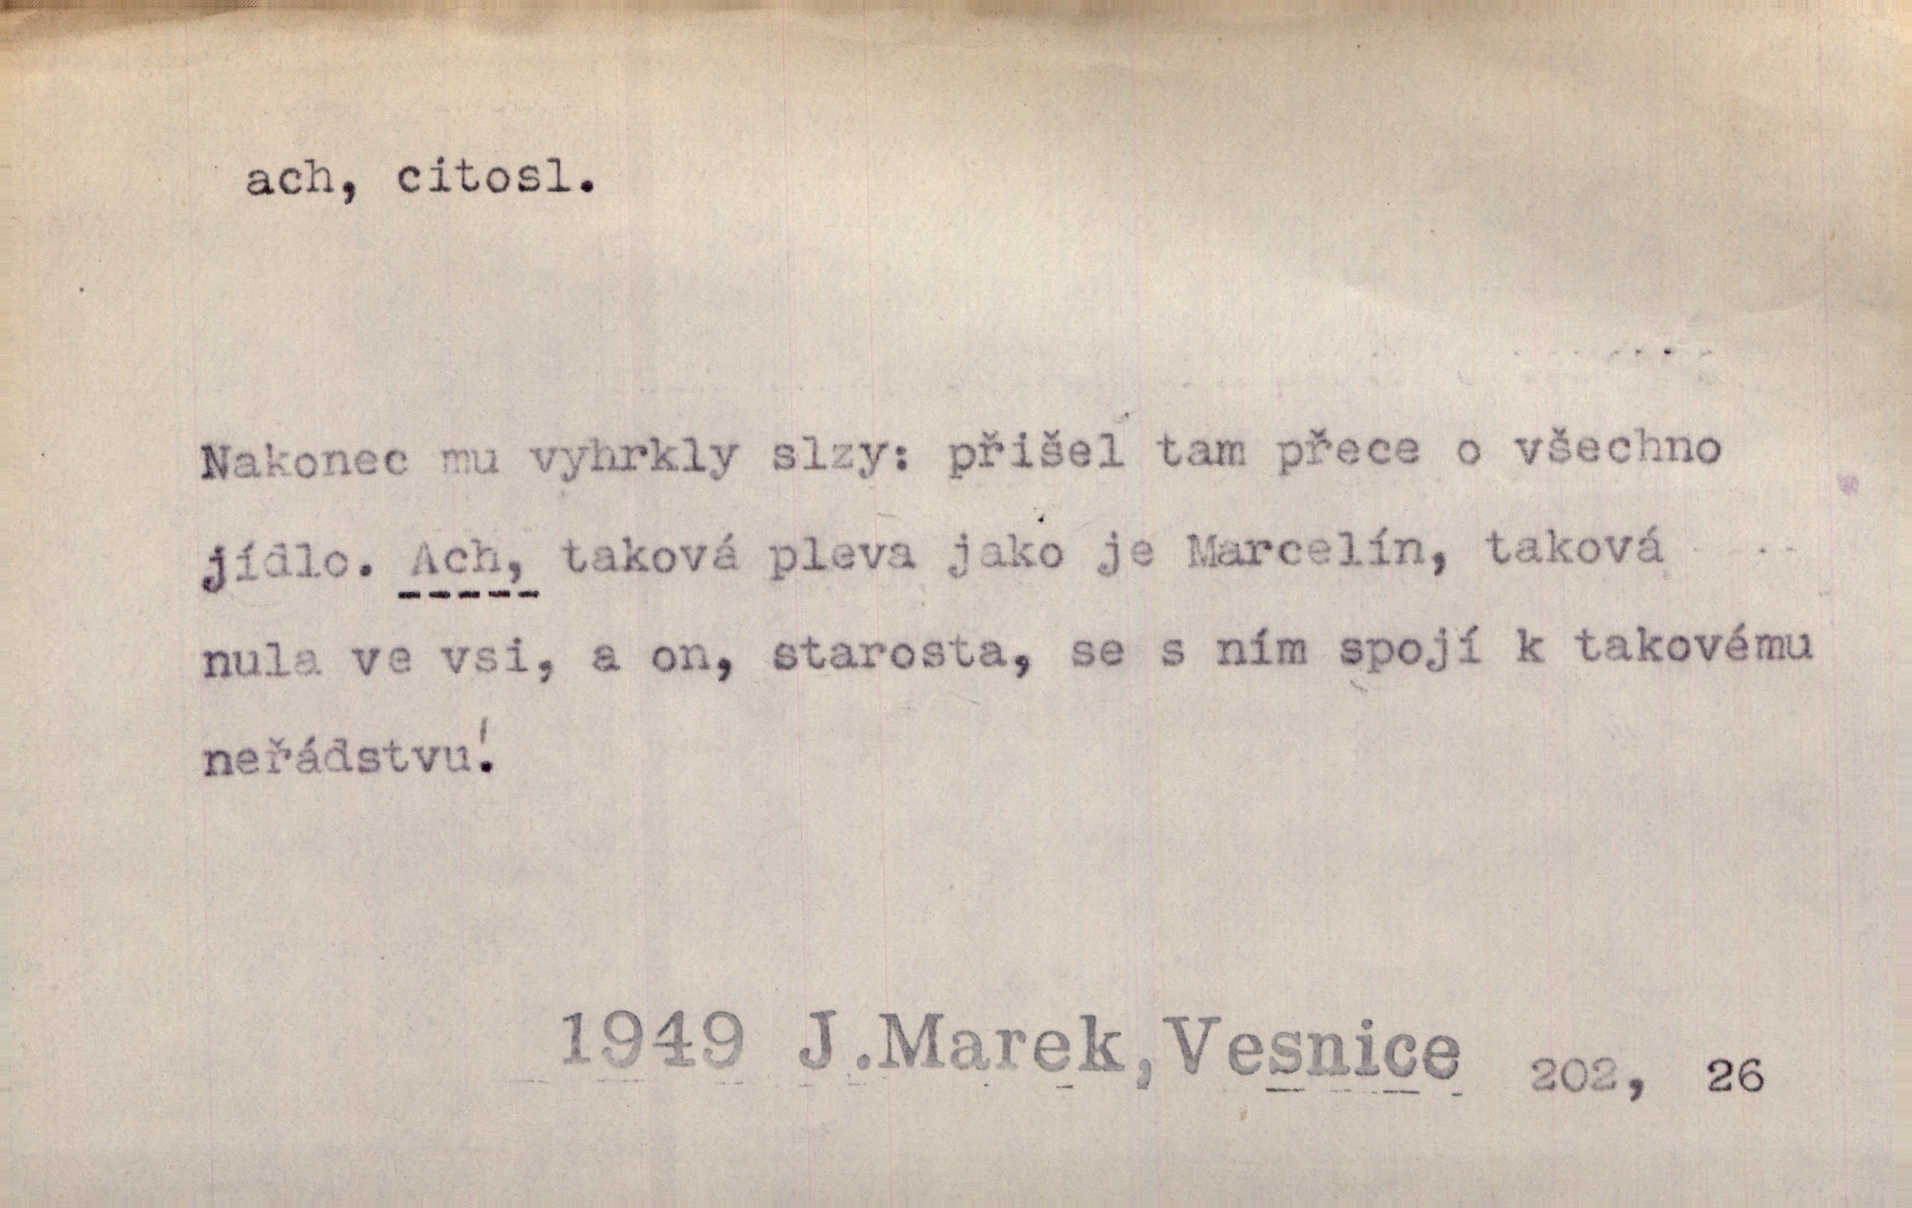 ach, citosl.
Nakonec mu vyhrkly slzy: přišel tam přece o všechno
jídlo. Ach, taková pleva jako je Marcelín, taková
nula ve vsi, a on, starosta, se s ním spojí k takovému
neřádstvu!
1949 J.Marek,Vesnice 202, 26